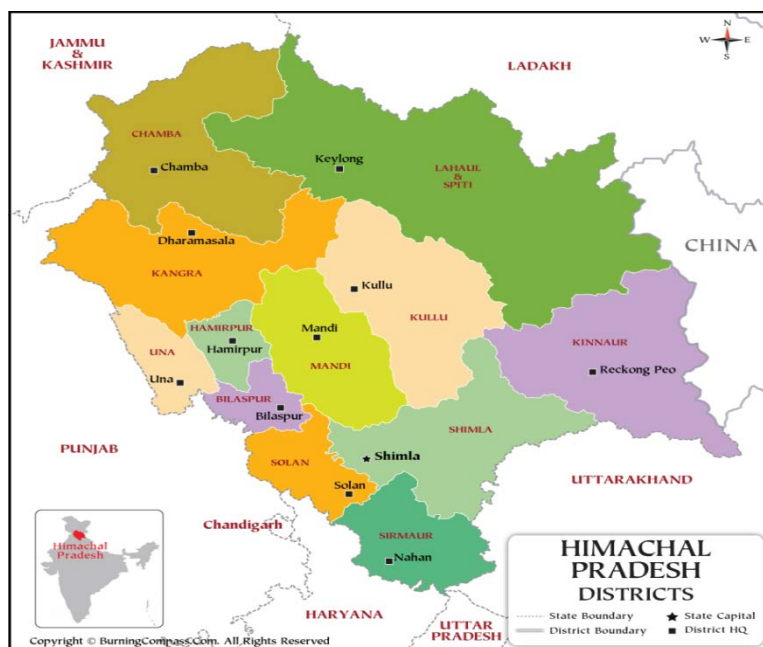 JAMMU
&
KASHMIR
N
W E
S
LADAKH
CHAMBA
Chamba
Keylong
LAHAUL
&
SPITI
Dharamasala
CHINA
KANGRA
Kullu
KULLU
HAMIRPUR
Hamirpur
Mandi
MANDI
UNA
Una
KINNAUR
Reckong Peo
BILASPUR
Bilaspur
SHIMLA
Shimla
PUNJAB
SOLAN
Solan
UTTARAKHAND
Chandigarh
SIRMAUR
Nahan
Himachal
Pradesh
HARYANA
UTTAR
PRADESH
HIMACHAL
PRADESH
DISTRICTS
State Boundary
State Capital
District Boundary
District HQ
Copyright © BurningCompass.Com. All Rights Reserved